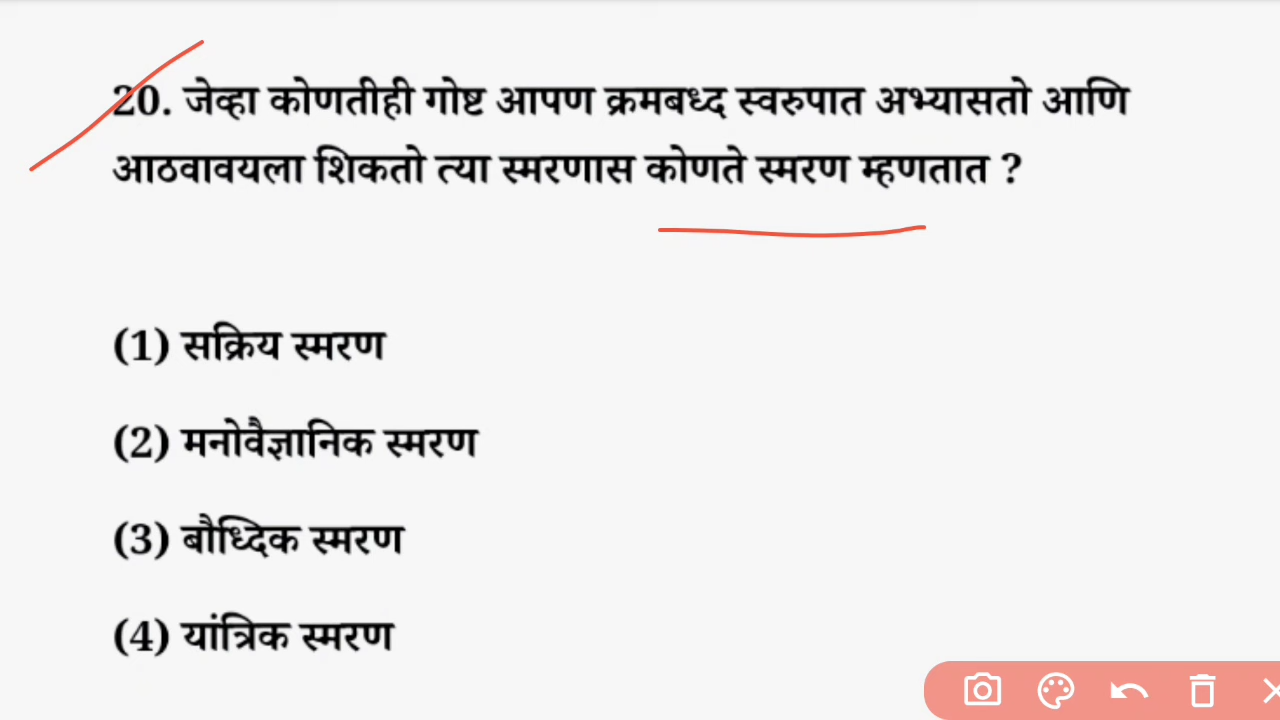 20. जेव्हा कोणतीही गोष्ट आपण क्रमबध्द स्वरुपात अभ्यासतो आणि
आठवावयला शिकतो त्या स्मरणास कोणते स्मरण म्हणतात ?
(1) सक्रिय स्मरण
(2) मनोवैज्ञानिक स्मरण
(3) बौध्दिक स्मरण
(4) यांत्रिक स्मरण